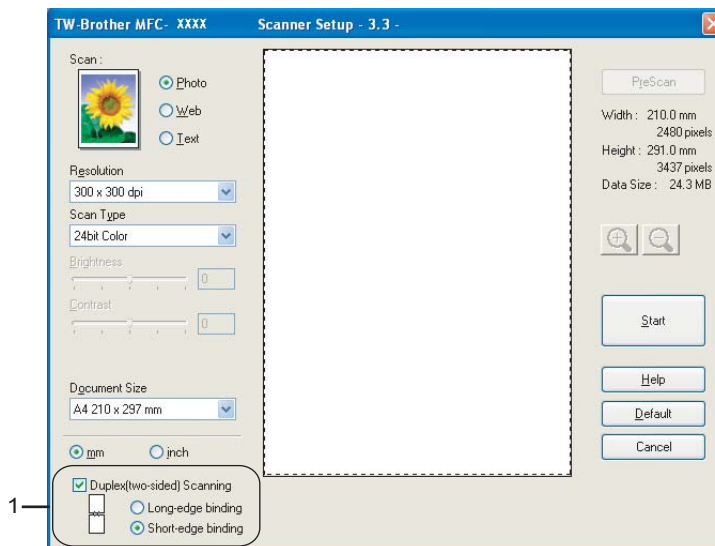 TW-Brother MFC- XXXX Scanner Setup - 3.3 -
Scan :
Photo
Web
Text
Resolution
300 x 300 dpi
Scan Type
24bit Color
Brightness
0
Contrast
0
Document Size
A4 210 x 297 mm
mm inch
1
Duplex(two-sided) Scanning
Long-edge binding
Short-edge binding
PreScan
Width : 210.0 mm
2480 pixels
Height : 291.0 mm
3437 pixels
Data Size : 24.3 MB
Start
Help
Default
Cancel